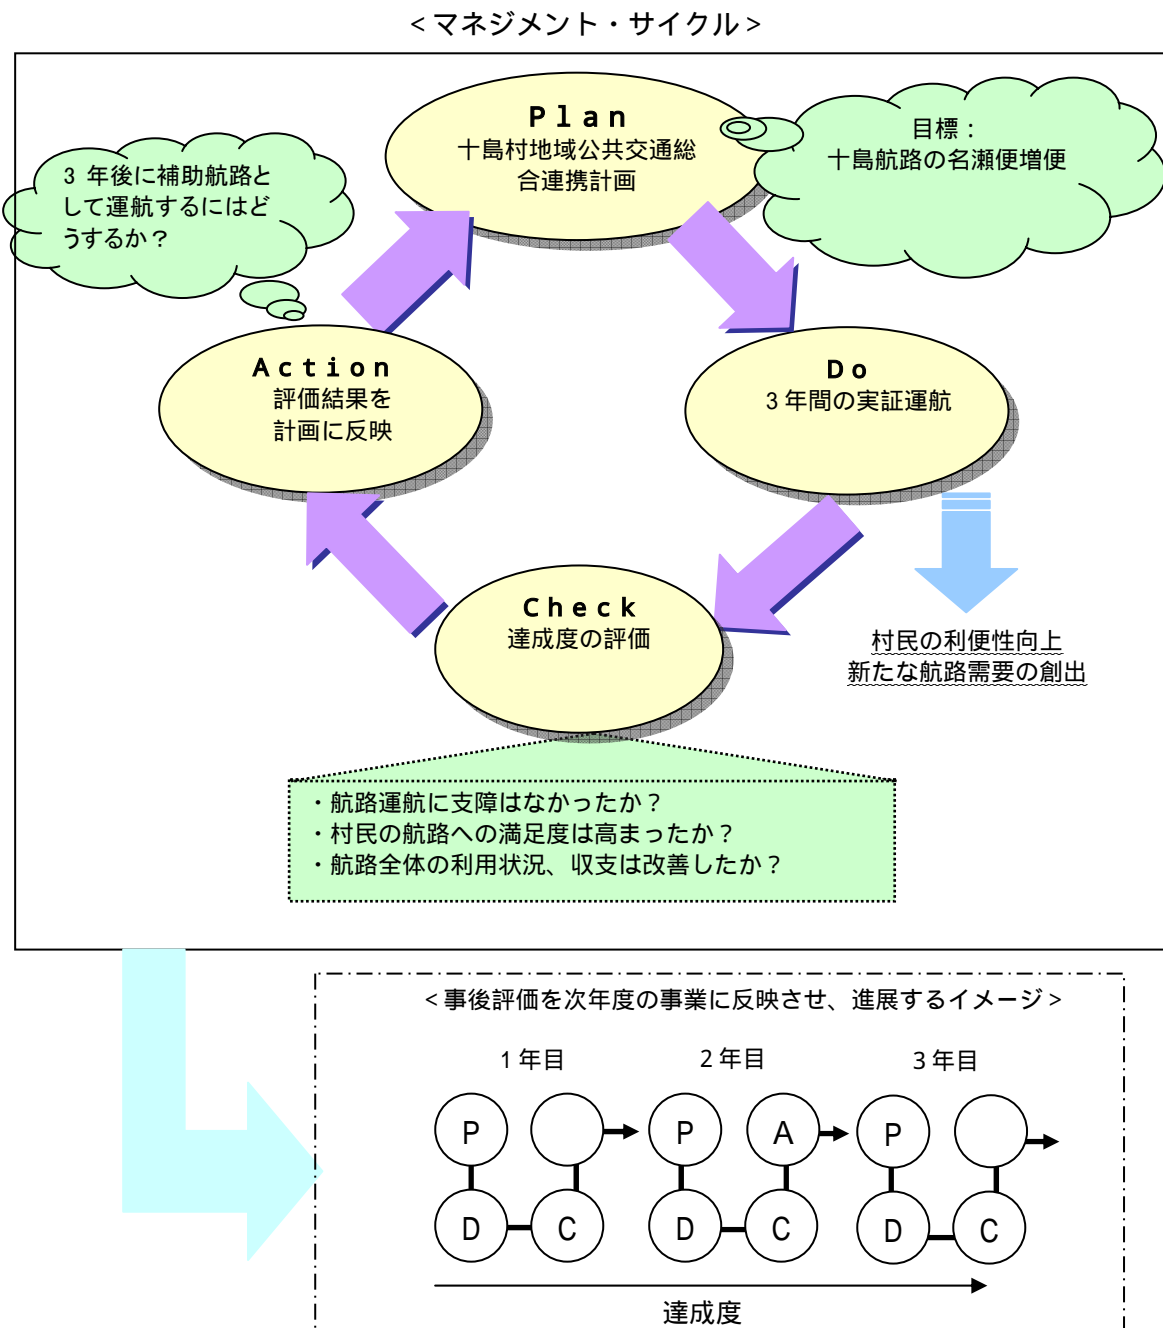 <マネジメント・サイクル>
Plan
十島村地域公共交通総
合連携計画
目標：
十島航路の名瀬便増便
3 年後に補助航路と
して運航するにはど
うするか？
Action
評価結果を
計画に反映
Do
3 年間の実証運航
Check
達成度の評価
村民の利便性向上
新たな航路需要の創出
・航路運航に支障はなかったか？
・村民の航路への満足度は高まったか？
・航路全体の利用状況、収支は改善したか？
<事後評価を次年度の事業に反映させ、進展するイメージ>
1 年目 2 年目 3 年目
P P A P
D C D C D C
達成度